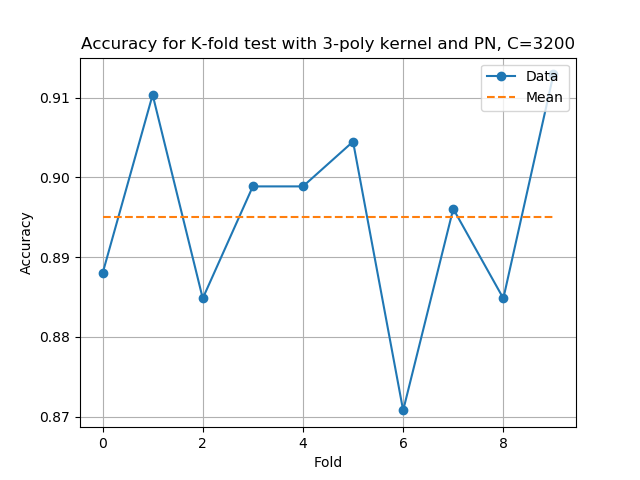 Accuracy for K-fold test with 3-poly kernel and PN, C=3200
Data
Mean
0.91
0.90
0.89
0.88
0.87
Accuracy
0 2 4 6 8
Fold